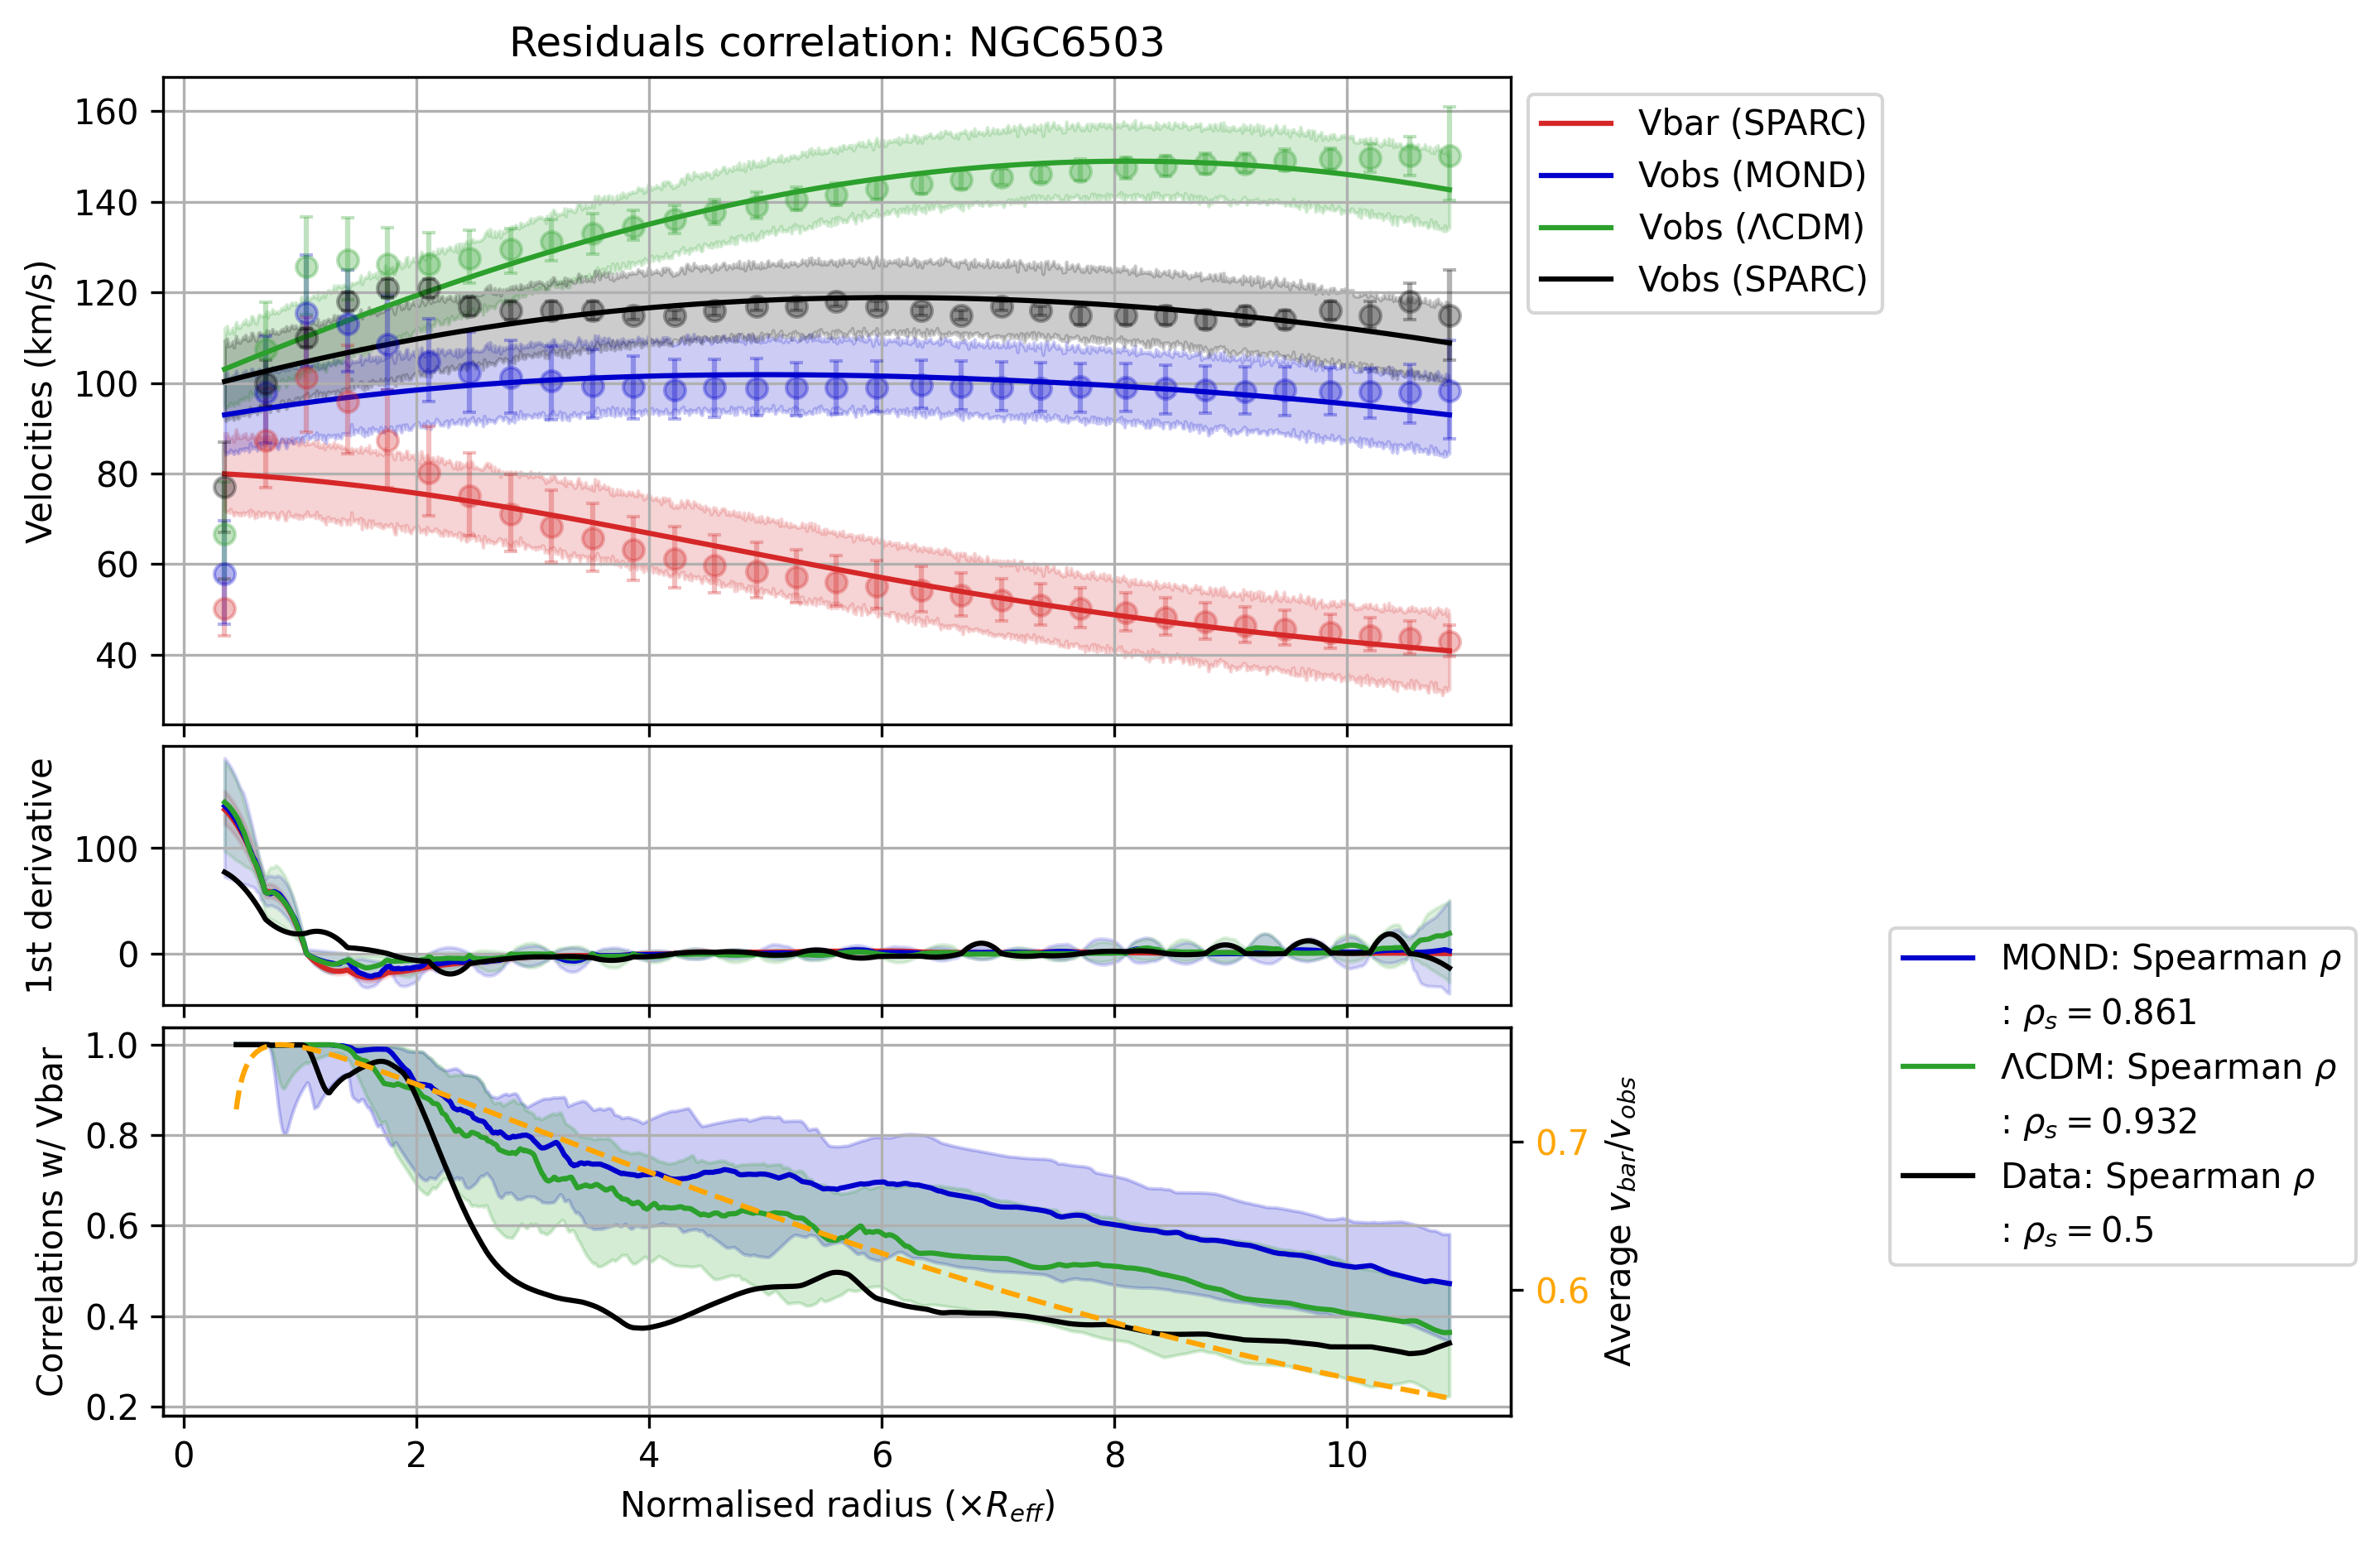 Residuals correlation: NGC6503
Velocities (km/s)
160
140
120
100
80
60
40
Vbar (SPARC)
Vobs (MOND)
Vobs (ΛCDM)
Vobs (SPARC)
1st derivative
100
0
Correlations w/ Vbar
1.0
0.8
0.6
0.4
0.2
0.7
0.6
Average v_bar/v_obs
MOND: Spearman ρ
: ρ_s = 0.861
ΛCDM: Spearman ρ
: ρ_s = 0.932
Data: Spearman ρ
: ρ_s = 0.5
0 2 4 6 8 10
Normalised radius (×R_eff)